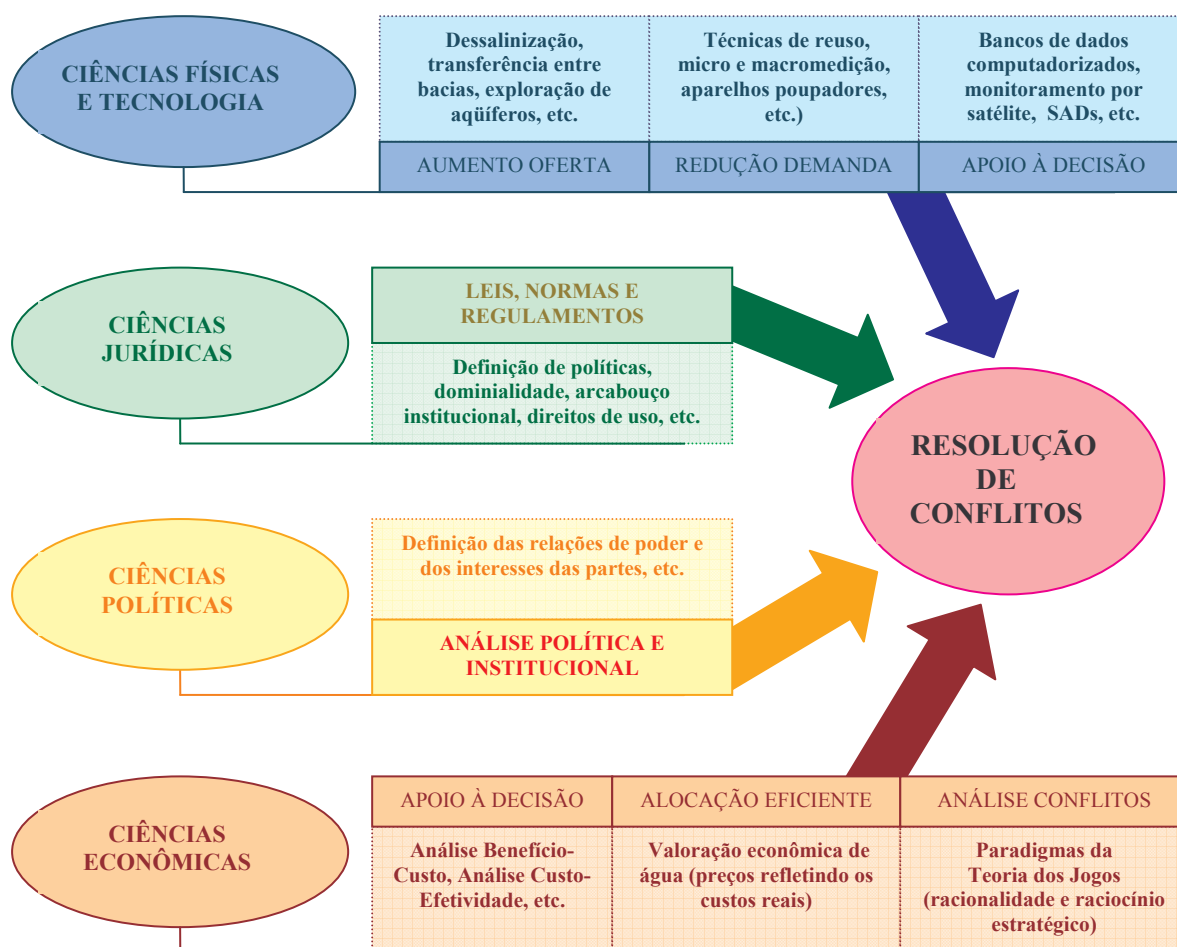 CIÊNCIAS FÍSICAS
E TECNOLOGIA
Dessalinização,
transferência entre
bacias, exploração de
aqüíferos, etc.
Técnicas de reuso,
micro e macromedição,
aparelhos poupadores,
etc.)
Bancos de dados
computadorizados,
monitoramento por
satélite, SADs, etc.
AUMENTO OFERTA
REDUÇÃO DEMANDA
APOIO À DECISÃO
CIÊNCIAS
JURÍDICAS
LEIS, NORMAS E
REGULAMENTOS
Definição de políticas,
dominialidade, arcabouço
institucional, direitos de uso, etc.
RESOLUÇÃO
DE
CONFLITOS
CIÊNCIAS
POLÍTICAS
Definição das relações de poder e
dos interesses das partes, etc.
ANÁLISE POLÍTICA E
INSTITUCIONAL
CIÊNCIAS
ECONÔMICAS
APOIO À DECISÃO
ALOCAÇÃO EFICIENTE
ANÁLISE CONFLITOS
Análise Benefício-
Custo, Análise Custo-
Efetividade, etc.
Valoração econômica de
água (preços refletindo os
custos reais)
Paradigmas da
Teoria dos Jogos
(racionalidade e raciocínio
estratégico)